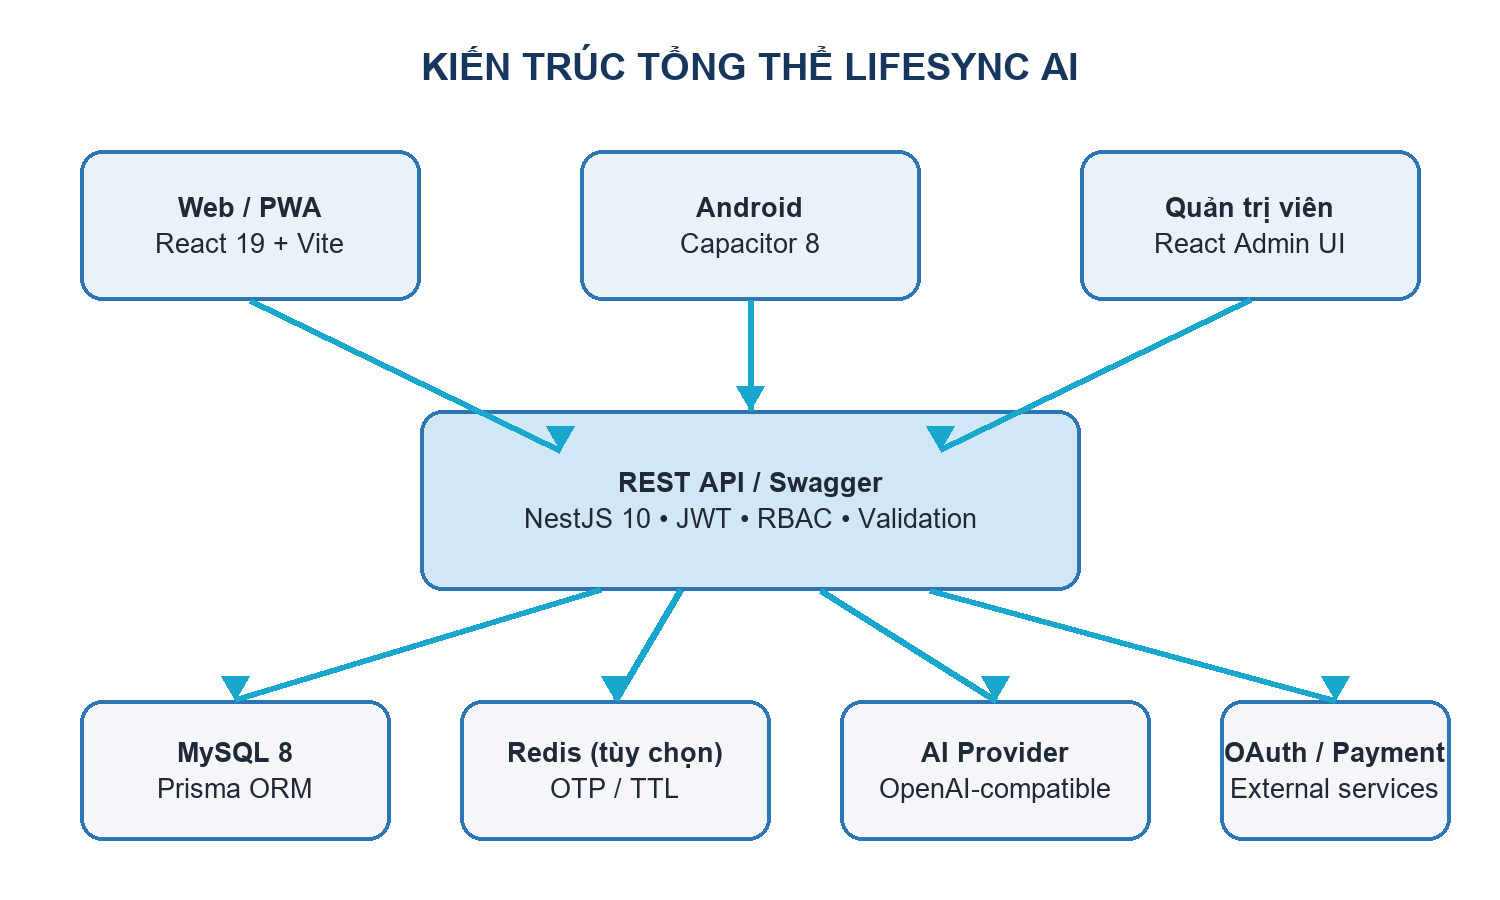 KIẾN TRÚC TỔNG THỂ LIFESYNC AI
Web / PWA
React 19 + Vite
Android
Capacitor 8
Quản trị viên
React Admin UI
REST API / Swagger
NestJS 10 • JWT • RBAC • Validation
MySQL 8
Prisma ORM
Redis (tùy chọn)
OTP / TTL
AI Provider
OpenAI-compatible
OAuth / Payment
External services